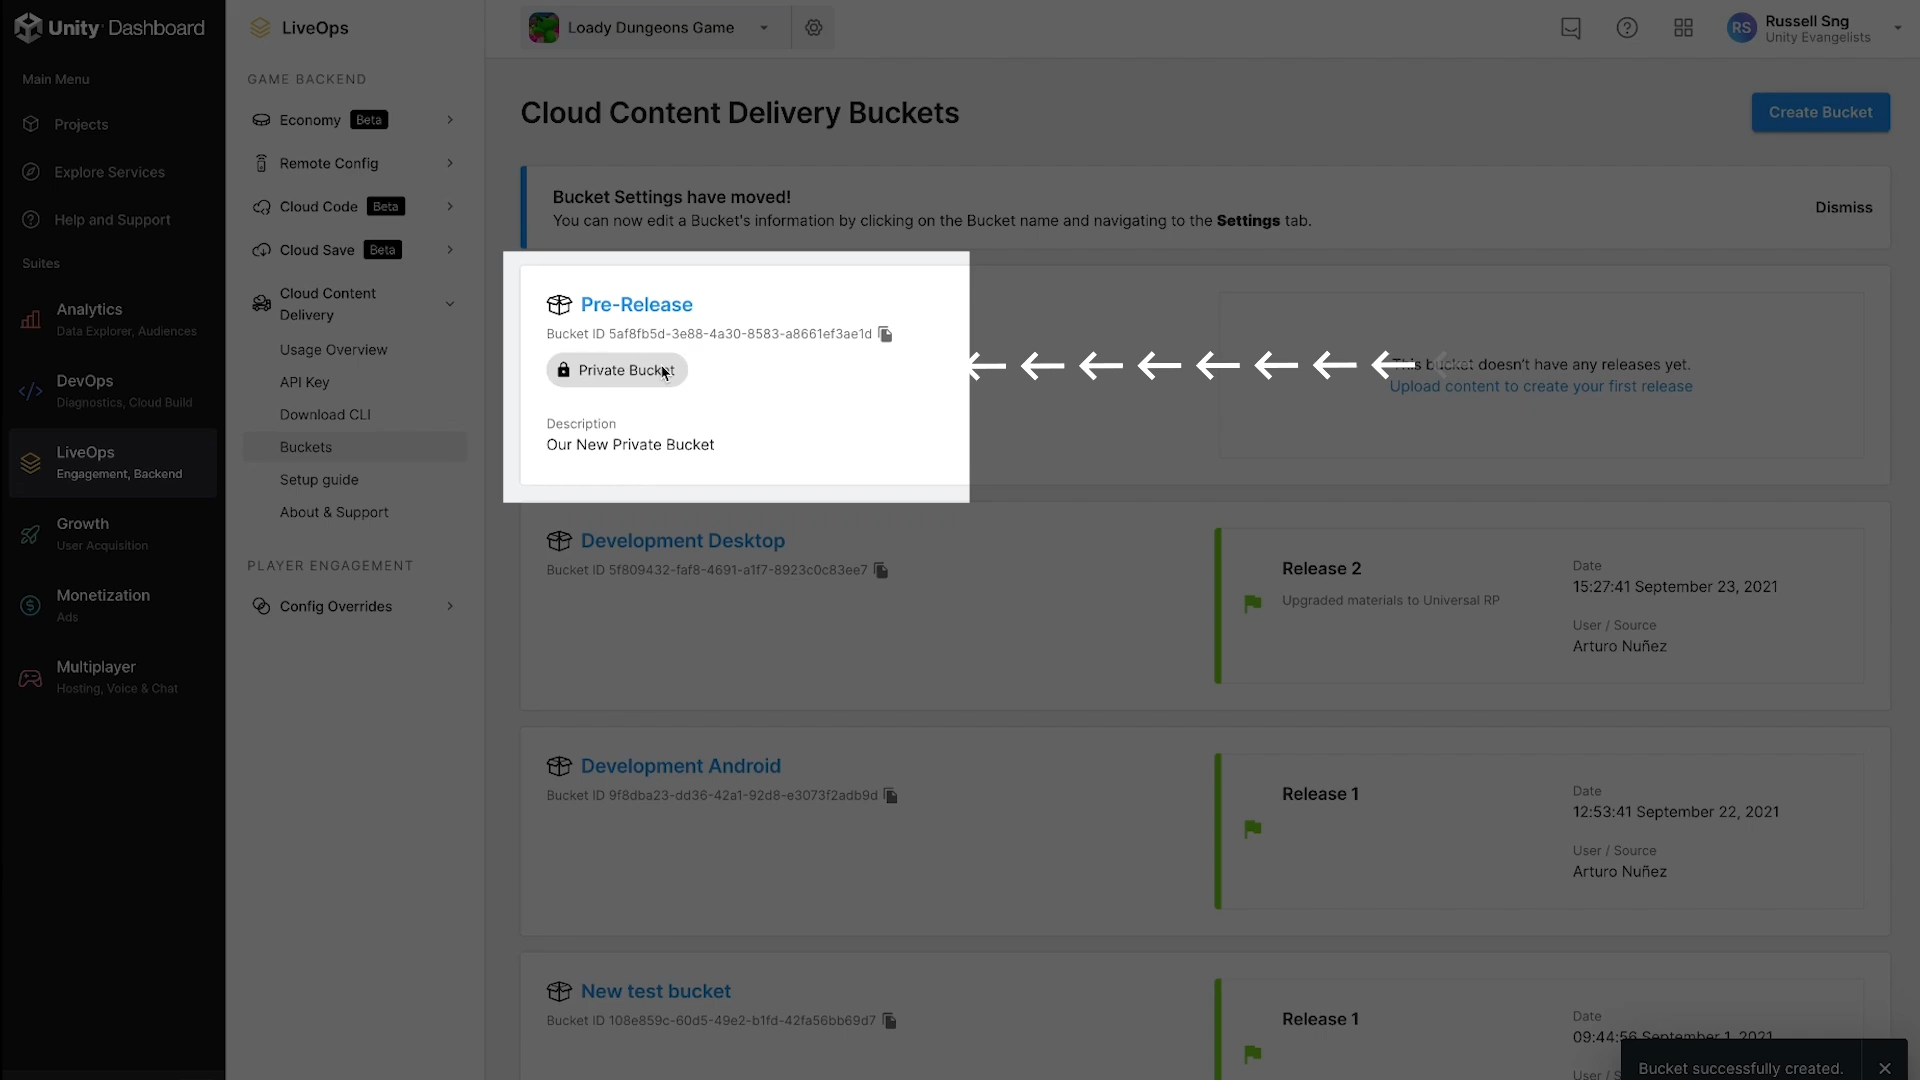 Unity Dashboard
Main Menu
Projects
Explore Services
Help and Support
Suites
Analytics
Data Explorer, Audiences
DevOps
Diagnostics, Cloud Build
LiveOps
Engagement, Backend
Growth
User Acquisition
Monetization
Ads
Multiplayer
Hosting, Voice & Chat
LiveOps
GAME BACKEND
Economy Beta
Remote Config
Cloud Code Beta
Cloud Save Beta
Cloud Content
Delivery
Usage Overview
API Key
Download CLI
Buckets
Setup guide
About & Support
PLAYER ENGAGEMENT
Config Overrides
Loady Dungeons Game
RS
Russell Sng
Unity Evangelists
Cloud Content Delivery Buckets
Create Bucket
Bucket Settings have moved!
You can now edit a Bucket's information by clicking on the Bucket name and navigating to the Settings tab.
Dismiss
Pre-Release
Bucket ID 5af8fb5d-3e88-4a30-8583-a8661ef3ae1d
Private Bucket
Description
Our New Private Bucket
This bucket doesn't have any releases yet.
Upload content to create your first release
Development Desktop
Bucket ID 5f809432-faf8-4691-a1f7-8923c0c83ee7
Release 2
Upgraded materials to Universal RP
Date
15:27:41 September 23, 2021
User / Source
Arturo Nuñez
Development Android
Bucket ID 9f8dba23-dd36-42a1-92d8-e3073f2adb9d
Release 1
Date
12:53:41 September 22, 2021
User / Source
Arturo Nuñez
New test bucket
Bucket ID 108e859c-60d5-49e2-b1fd-42fa56bb69d7
Release 1
Date
09:44:56 September 1, 2021
User / S
Bucket successfully created.